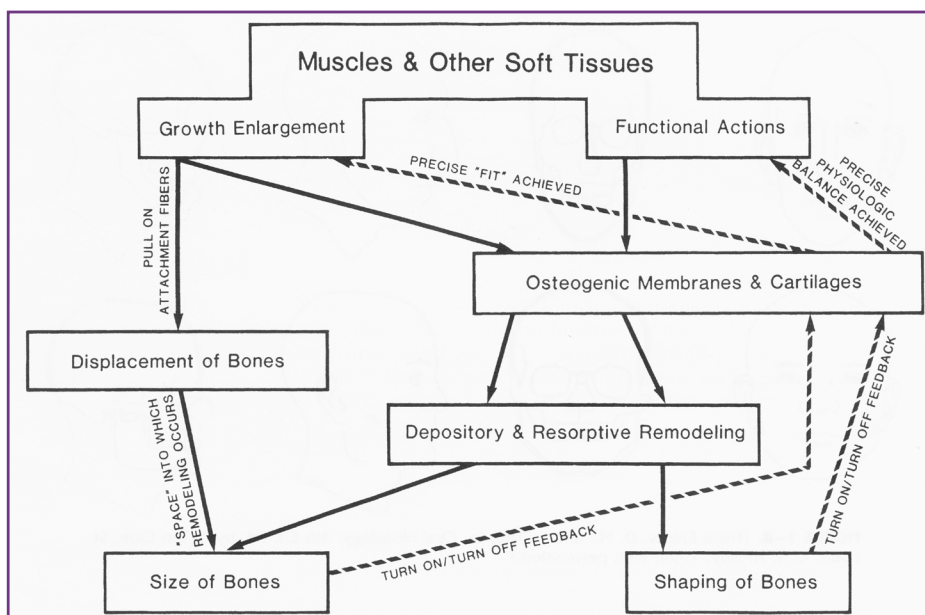 Muscles & Other Soft Tissues
Growth Enlargement
Functional Actions
PULL ON
ATTACHMENT FIBERS
PRECISE "FIT" ACHIEVED
PRECISE
PHYSIOLOGIC
BALANCE ACHIEVED
Osteogenic Membranes & Cartilages
Displacement of Bones
"SPACE" INTO WHICH
REMODELING OCCURS
Depository & Resorptive Remodeling
TURN ON/TURN OFF FEEDBACK
TURN ON/TURN OFF FEEDBACK
Size of Bones
Shaping of Bones